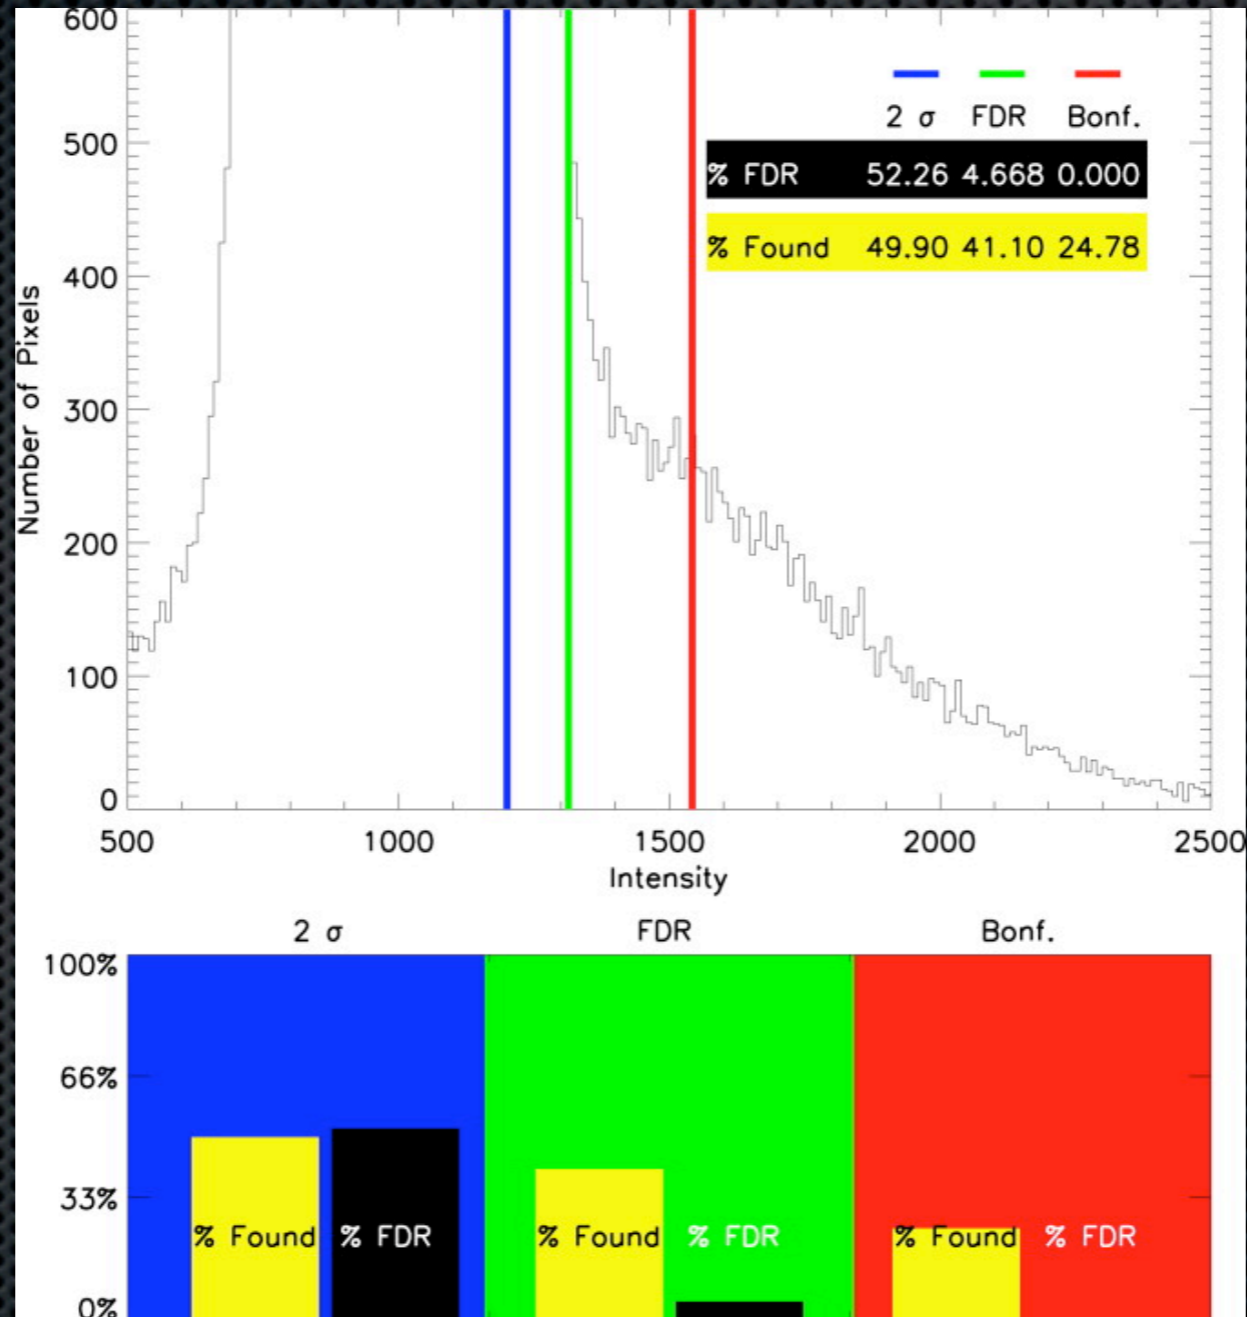 600
500
400
300
200
100
0
Number of Pixels
2 σ FDR Bonf.
% FDR 52.26 4.668 0.000
% Found 49.90 41.10 24.78
500 1000 1500 2000 2500
Intensity
2 σ FDR Bonf.
100%
66%
33%
0%
% Found % FDR % Found % FDR % Found % FDR